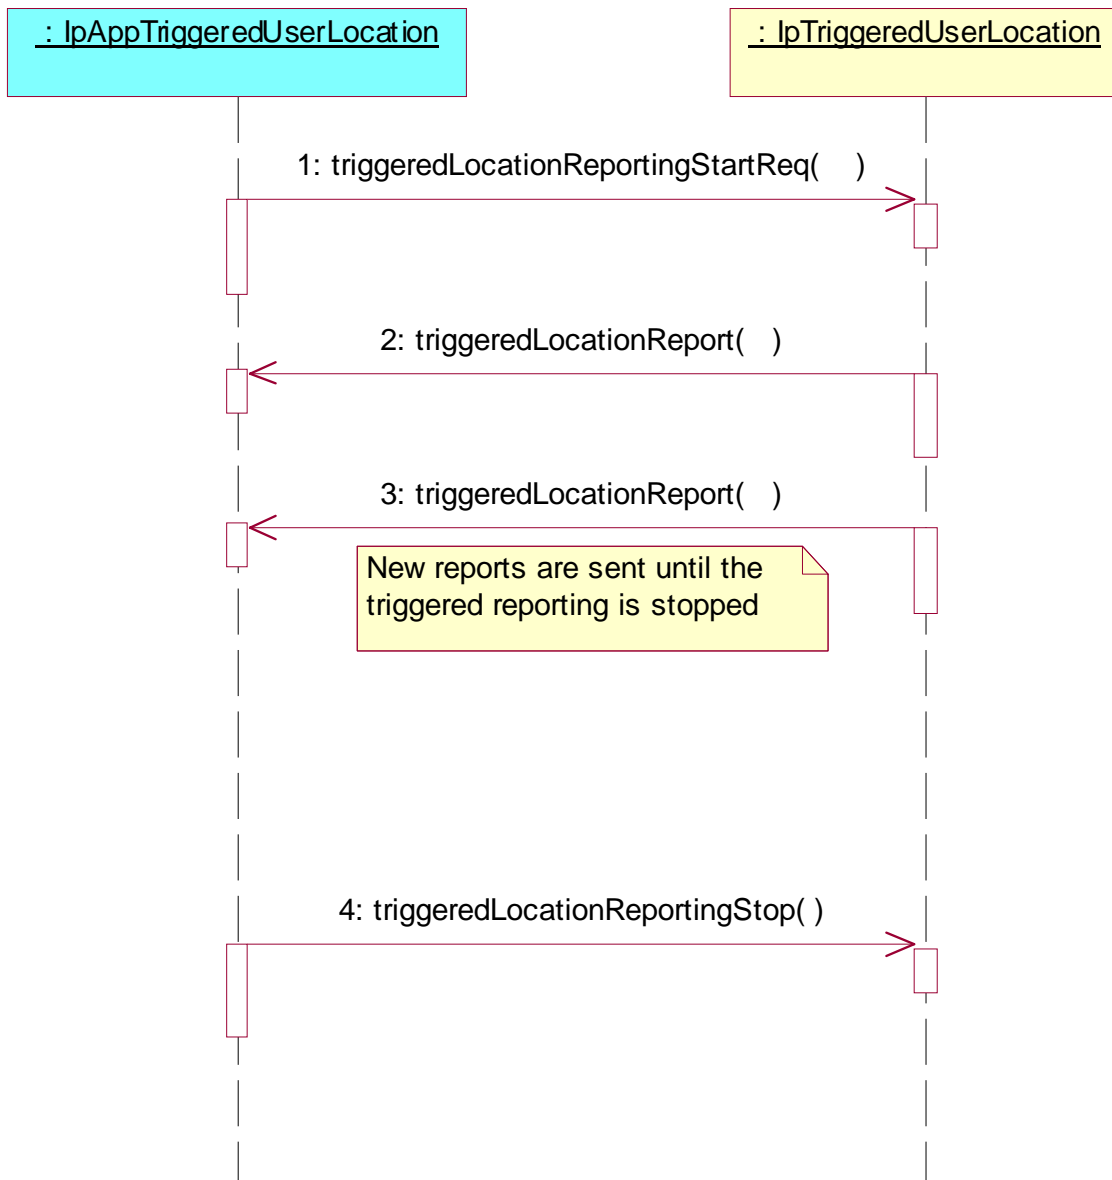 : IpAppTriggeredUserLocation
: IpTriggeredUserLocation
1: triggeredLocationReportingStartReq( )
2: triggeredLocationReport( )
3: triggeredLocationReport( )
New reports are sent until the
triggered reporting is stopped
4: triggeredLocationReportingStop( )